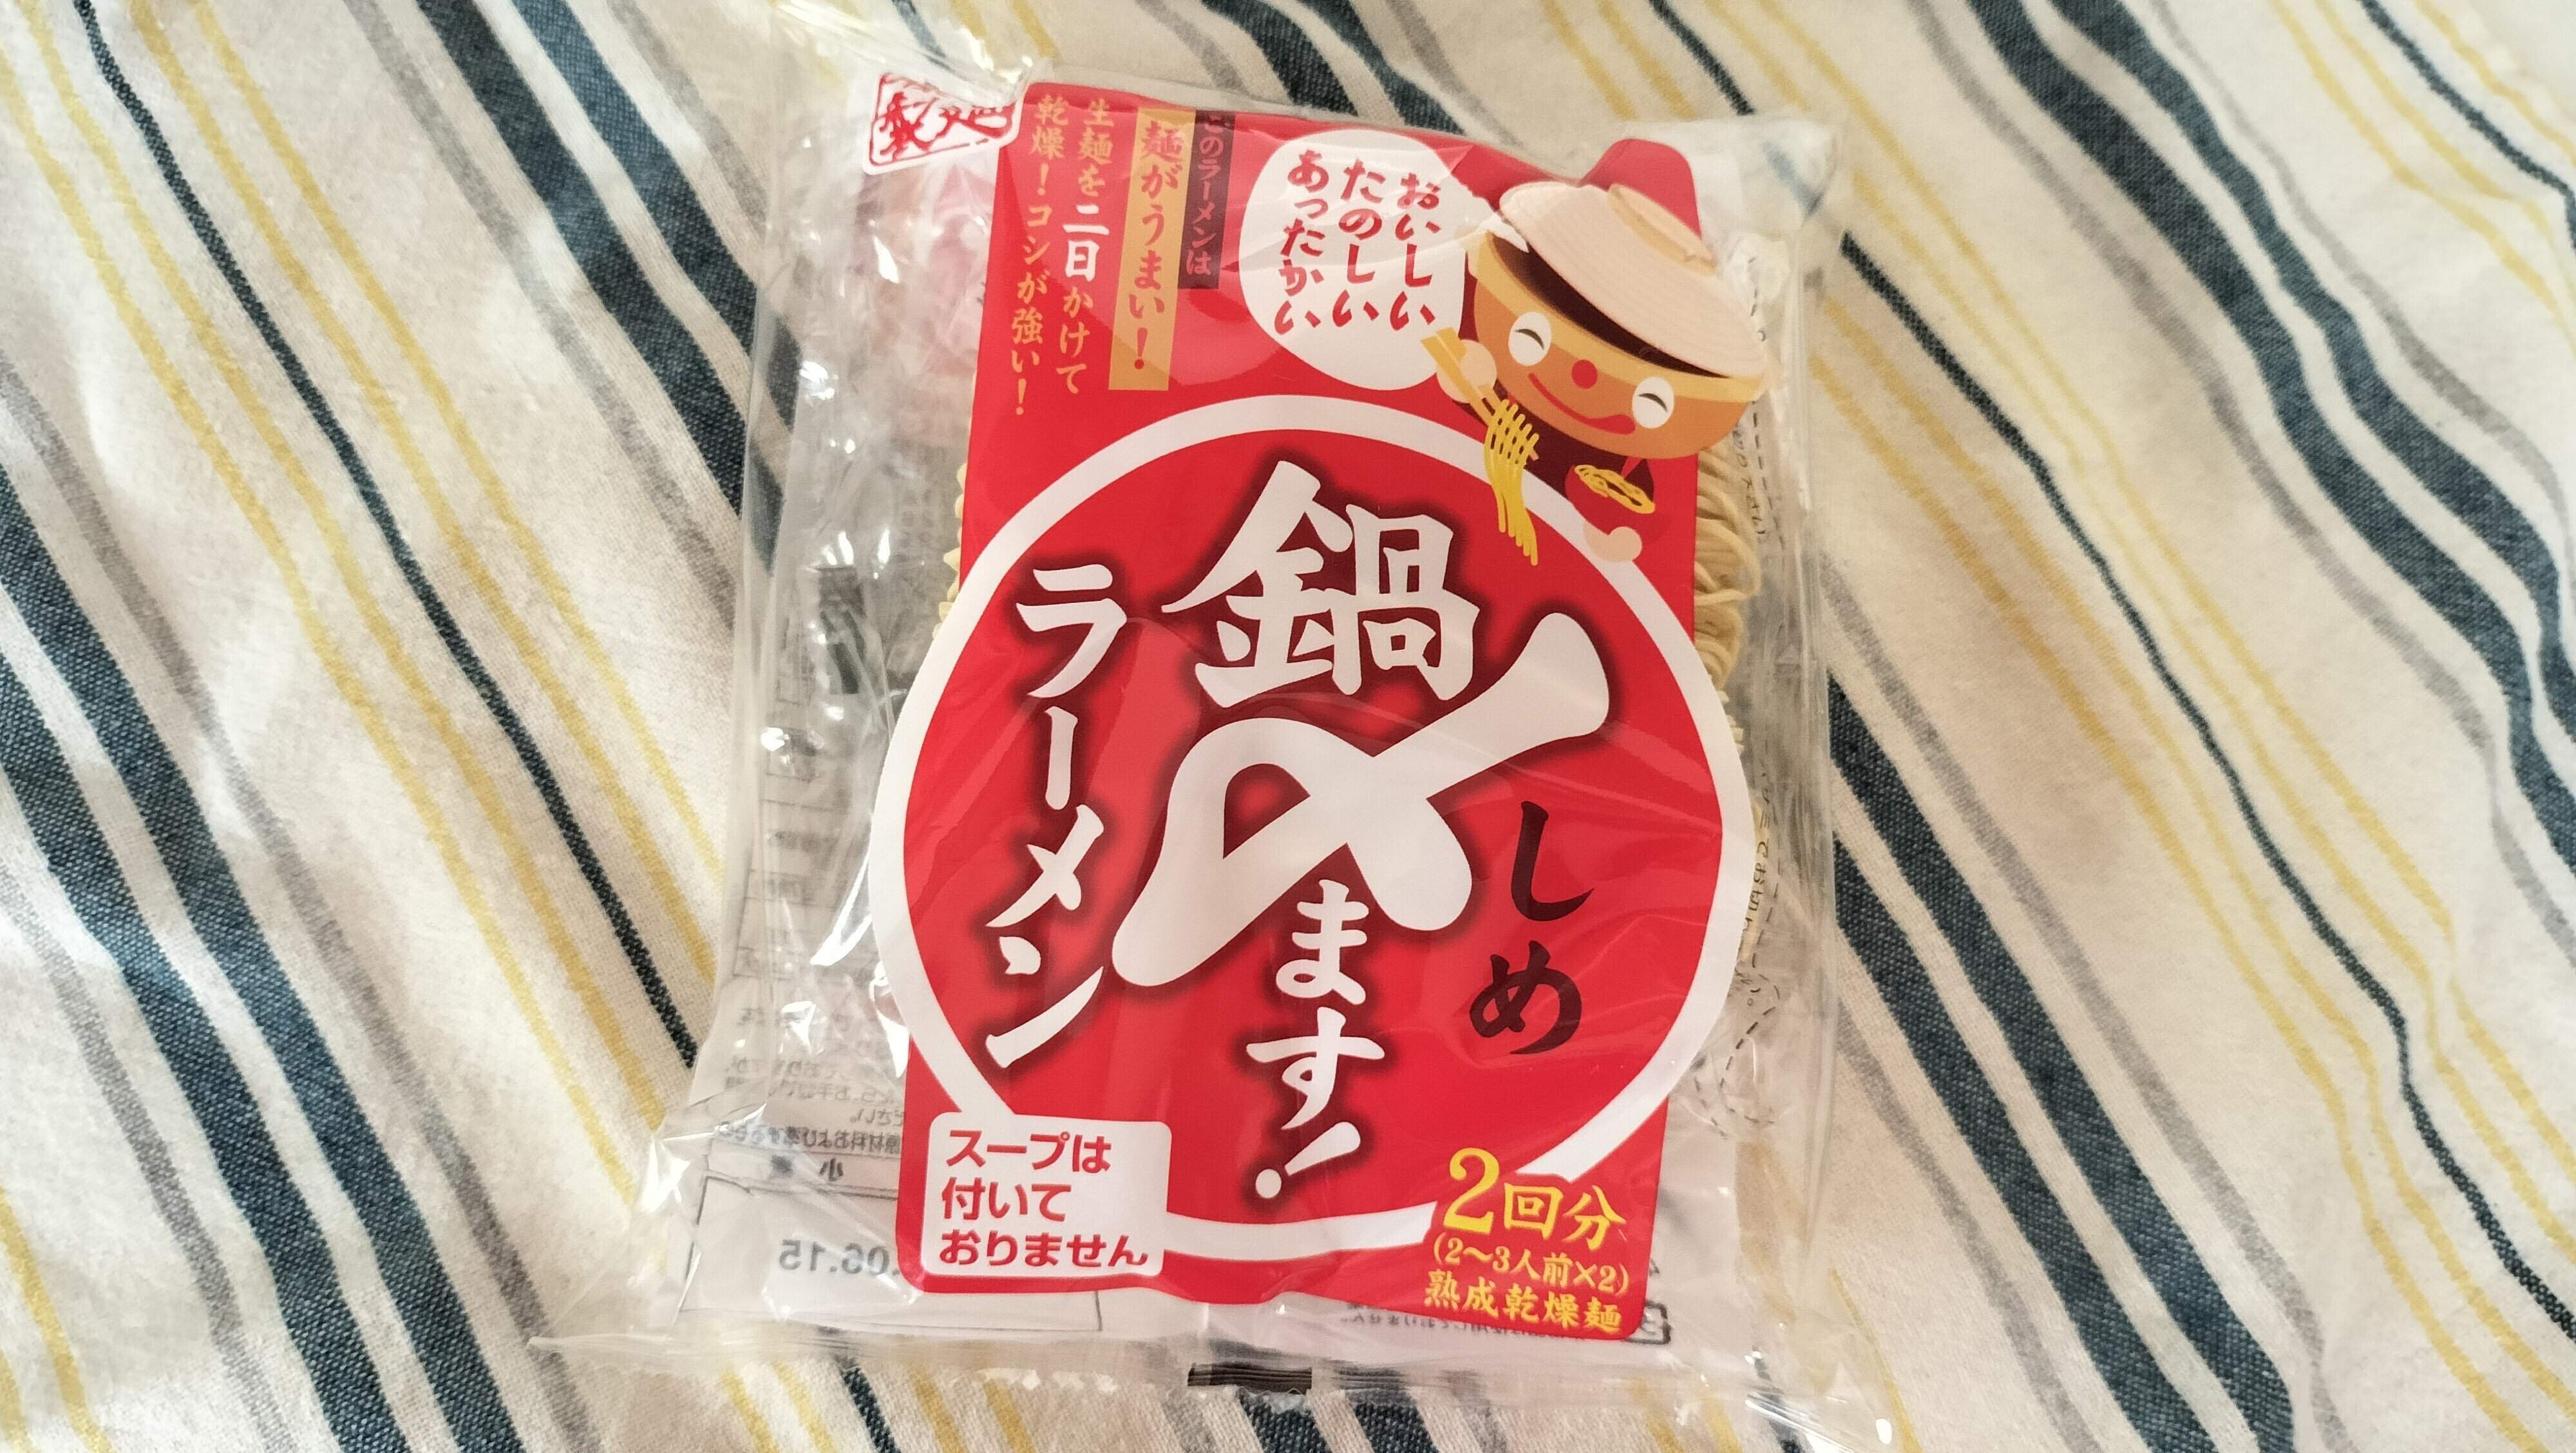 おいしい
たのしい
あったかい
このラーメンは
麺がうまい！
生麺を二日かけて
乾燥！コシが強い！
鍋〆ます！
しめ
ラーメン
スープは
付いて
おりません
2回分
(2〜3人前×2)
熟成乾燥麺
.06.15